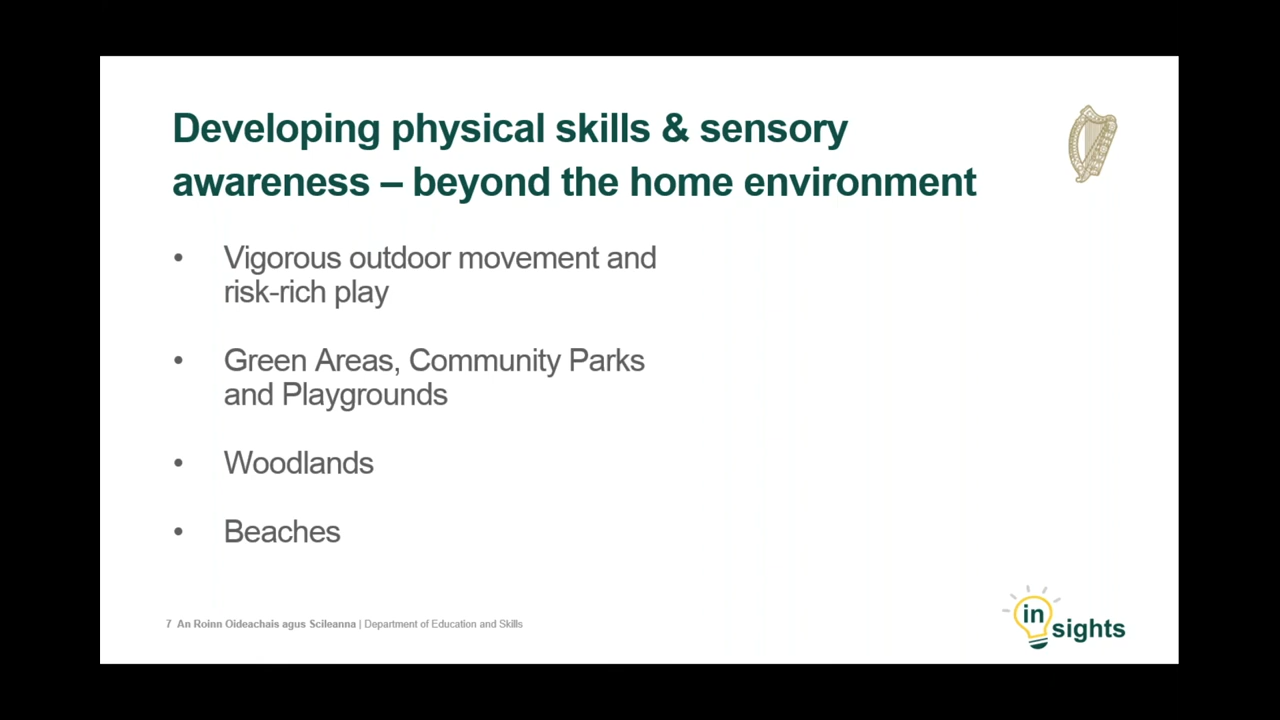 Developing physical skills & sensory
awareness – beyond the home environment
• Vigorous outdoor movement and
risk-rich play
• Green Areas, Community Parks
and Playgrounds
• Woodlands
• Beaches
7 An Roinn Oideachais agus Scileanna | Department of Education and Skills
in
sights